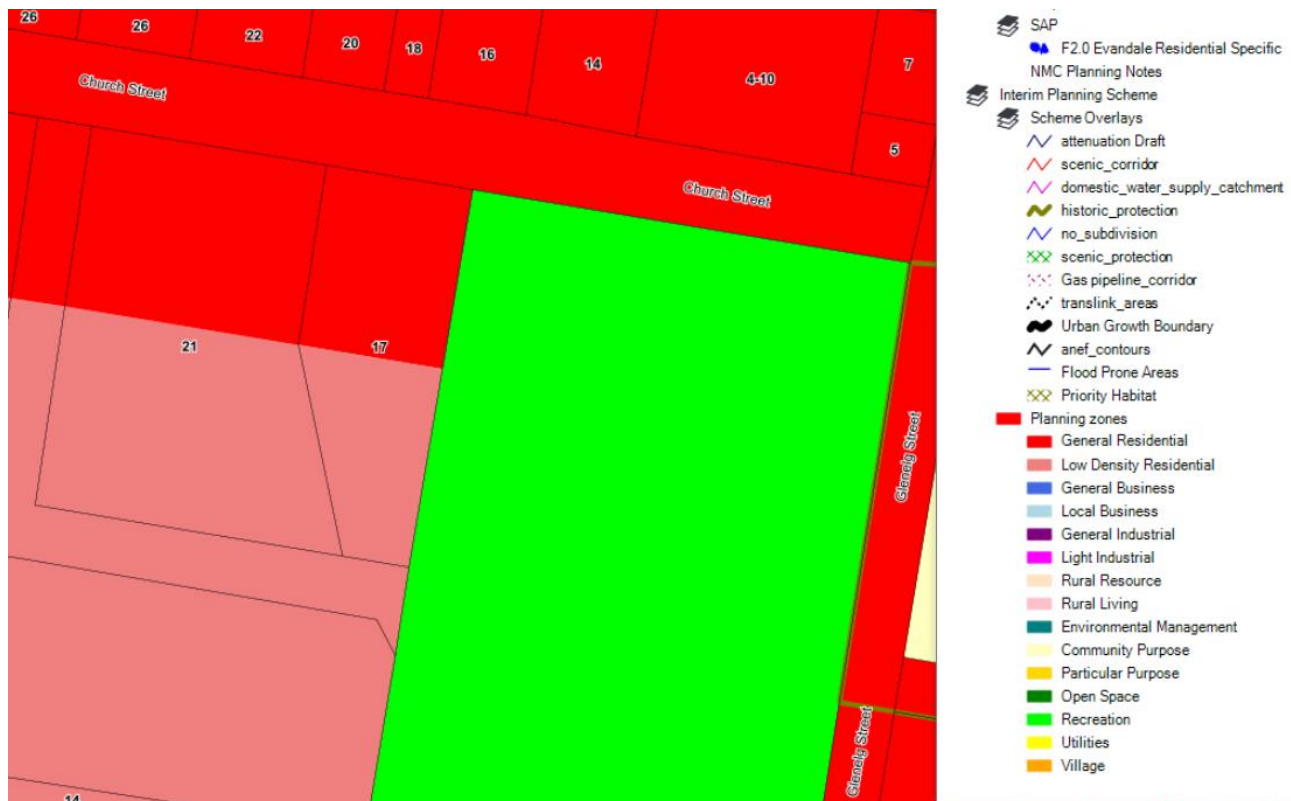 26
26
22
20
18
16
14
4-10
7
5
Church Street
Church Street
21
17
Glenelg Street
Glenelg Street
14
SAP
F2.0 Evandale Residential Specific
NMC Planning Notes
Interim Planning Scheme
Scheme Overlays
attenuation Draft
scenic_corridor
domestic_water_supply_catchment
historic_protection
no_subdivision
scenic_protection
Gas pipeline_corridor
translink_areas
Urban Growth Boundary
anef_contours
Flood Prone Areas
Priority Habitat
Planning zones
General Residential
Low Density Residential
General Business
Local Business
General Industrial
Light Industrial
Rural Resource
Rural Living
Environmental Management
Community Purpose
Particular Purpose
Open Space
Recreation
Utilities
Village